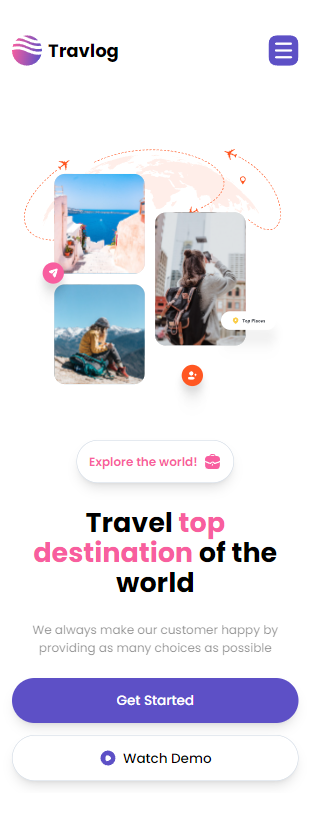 Travlog
Top Places
Explore the world!
Travel top
destination of the
world
We always make our customer happy by
providing as many choices as possible
Get Started
Watch Demo